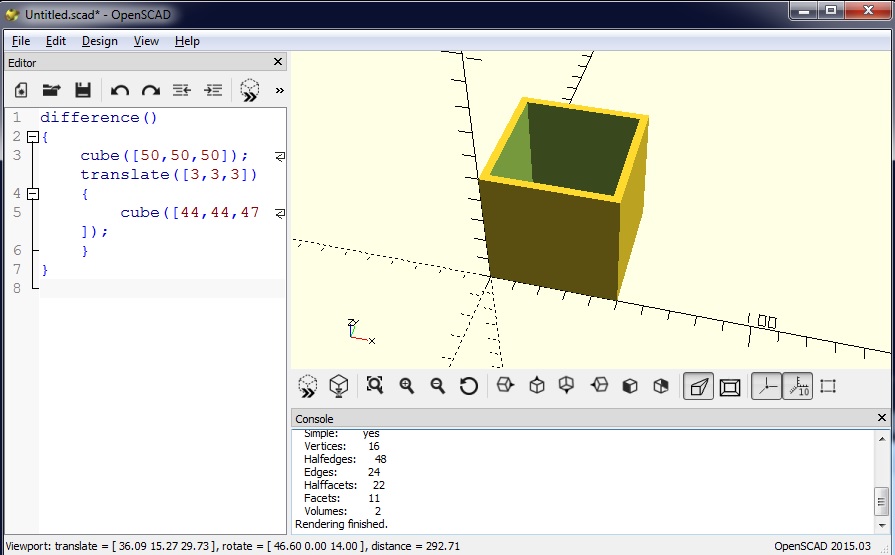 Untitled.scad* - OpenSCAD
File Edit Design View Help
Editor
1 difference()
2 {
3 cube([50,50,50]);
translate([3,3,3])
4 {
5 cube([44,44,47
]);
6 }
7 }
8
100
Z
Y
X
10
Console
Simple: yes
Vertices: 16
Halfedges: 48
Edges: 24
Halffacets: 22
Facets: 11
Volumes: 2
Rendering finished.
Viewport: translate = [ 36.09 15.27 29.73 ], rotate = [ 46.60 0.00 14.00 ], distance = 292.71
OpenSCAD 2015.03